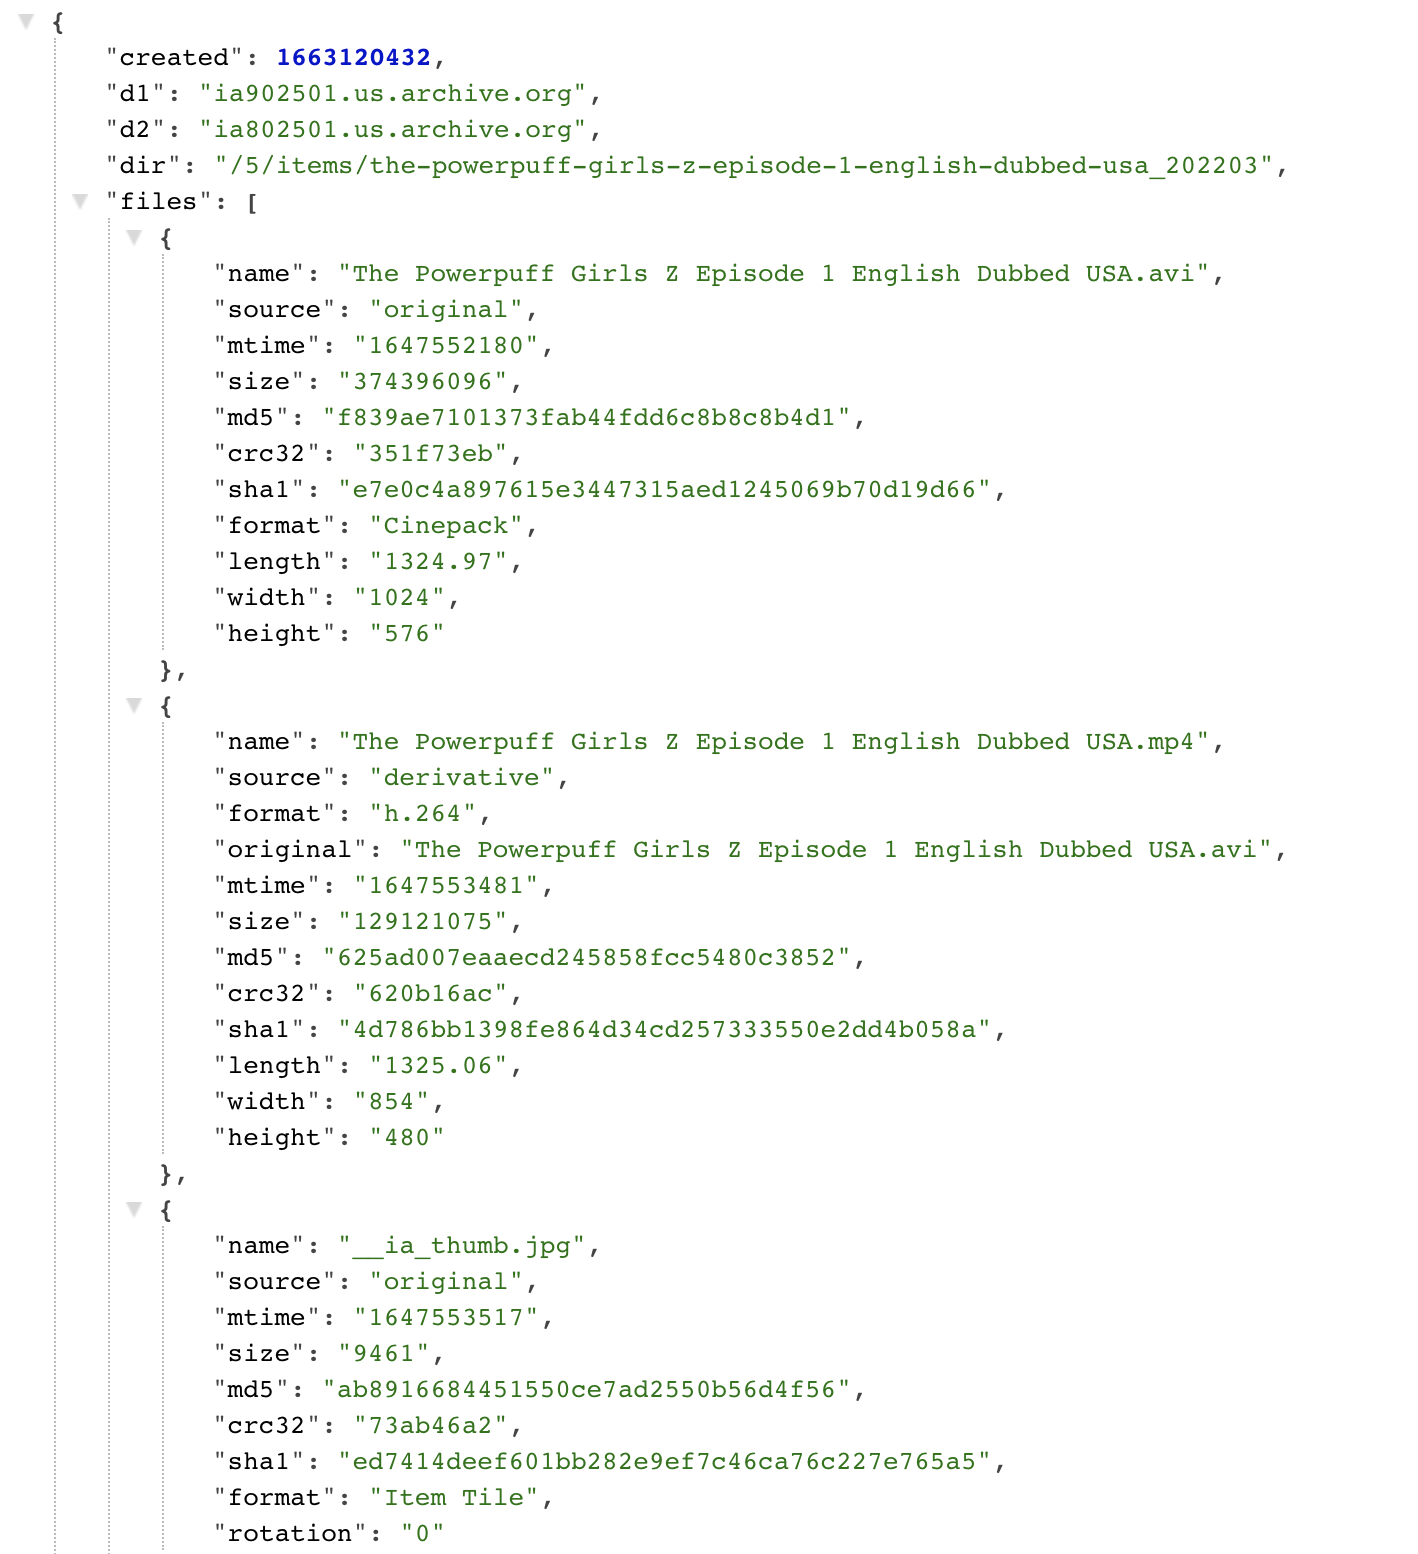 {
"created": 1663120432,
"d1": "ia902501.us.archive.org",
"d2": "ia802501.us.archive.org",
"dir": "/5/items/the-powerpuff-girls-z-episode-1-english-dubbed-usa_202203",
"files": [
{
"name": "The Powerpuff Girls Z Episode 1 English Dubbed USA.avi",
"source": "original",
"mtime": "1647552180",
"size": "374396096",
"md5": "f839ae7101373fab44fdd6c8b8c8b4d1",
"crc32": "351f73eb",
"sha1": "e7e0c4a897615e3447315aed1245069b70d19d66",
"format": "Cinepack",
"length": "1324.97",
"width": "1024",
"height": "576"
},
{
"name": "The Powerpuff Girls Z Episode 1 English Dubbed USA.mp4",
"source": "derivative",
"format": "h.264",
"original": "The Powerpuff Girls Z Episode 1 English Dubbed USA.avi",
"mtime": "1647553481",
"size": "129121075",
"md5": "625ad007eaaecd245858fcc5480c3852",
"crc32": "620b16ac",
"sha1": "4d786bb1398fe864d34cd257333550e2dd4b058a",
"length": "1325.06",
"width": "854",
"height": "480"
},
{
"name": "__ia_thumb.jpg",
"source": "original",
"mtime": "1647553517",
"size": "9461",
"md5": "ab8916684451550ce7ad2550b56d4f56",
"crc32": "73ab46a2",
"sha1": "ed7414deef601bb282e9ef7c46ca76c227e765a5",
"format": "Item Tile",
"rotation": "0"